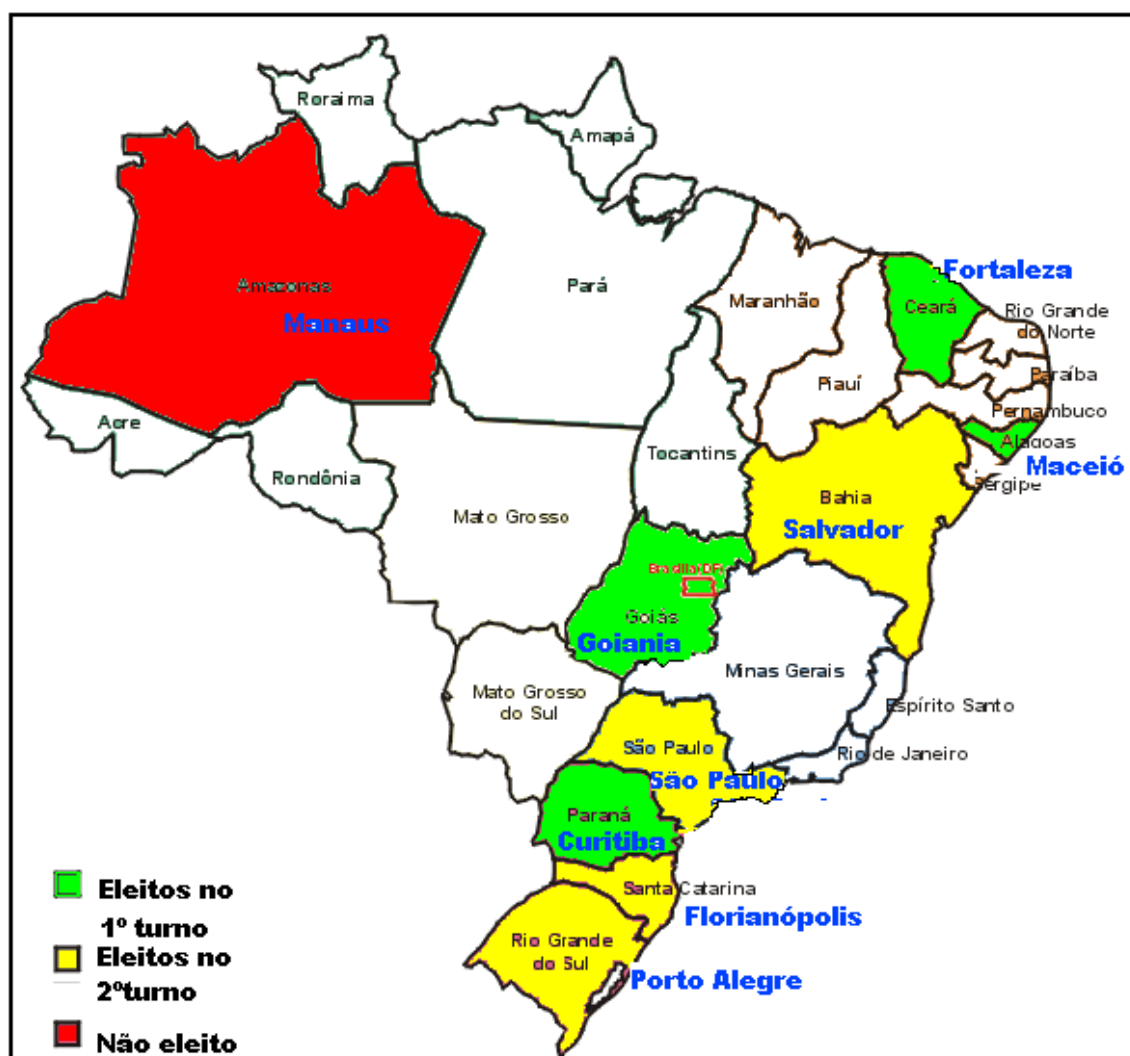 Roraima
Amapá
Amazonas
Manaus
Pará
Maranhão
Fortaleza
Ceará
Rio Grande
do Norte
Piauí
Paraíba
Pernambuco
Acre
Rondônia
Tocantins
Alagoas
Maceió
Sergipe
Mato Grosso
Bahia
Salvador
Brasília(DF)
Goiás
Goiania
Minas Gerais
Mato Grosso
do Sul
Espírito Santo
São Paulo
Rio de Janeiro
São Paulo
Paraná
Curitiba
Santa Catarina
Florianópolis
Rio Grande
do Sul
Porto Alegre
Eleitos no
1º turno
Eleitos no
2ºturno
Não eleito